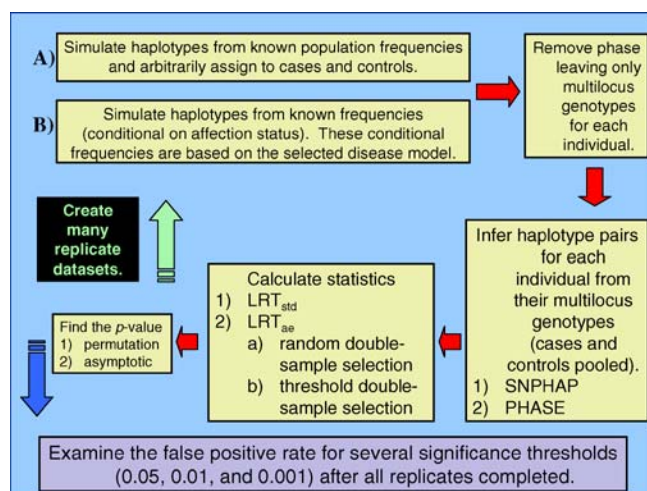 A)
Simulate haplotypes from known population frequencies
and arbitrarily assign to cases and controls.
B)
Simulate haplotypes from known frequencies
(conditional on affection status). These conditional
frequencies are based on the selected disease model.
Remove phase
leaving only
multilocus
genotypes
for each
individual.
Create
many
replicate
datasets.
Infer haplotype pairs
for each
individual from
their multilocus
genotypes
(cases and
controls pooled).
1) SNPHAP
2) PHASE
Calculate statistics
1) LRTstd
2) LRTae
a) random double-
sample selection
b) threshold double-
sample selection
Find the p-value
1) permutation
2) asymptotic
Examine the false positive rate for several significance thresholds
(0.05, 0.01, and 0.001) after all replicates completed.